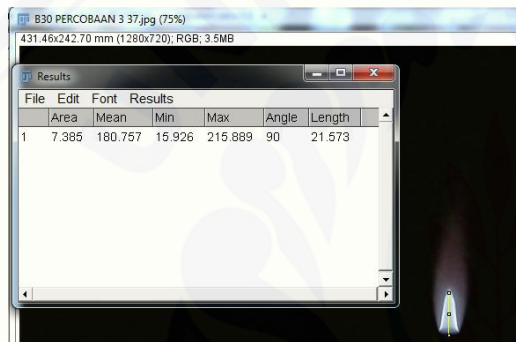 B30 PERCOBAAN 3 37.jpg (75%)
431.46x242.70 mm (1280x720); RGB; 3.5MB
Results
File Edit Font Results
Area Mean Min Max Angle Length
1 7.385 180.757 15.926 215.889 90 21.573